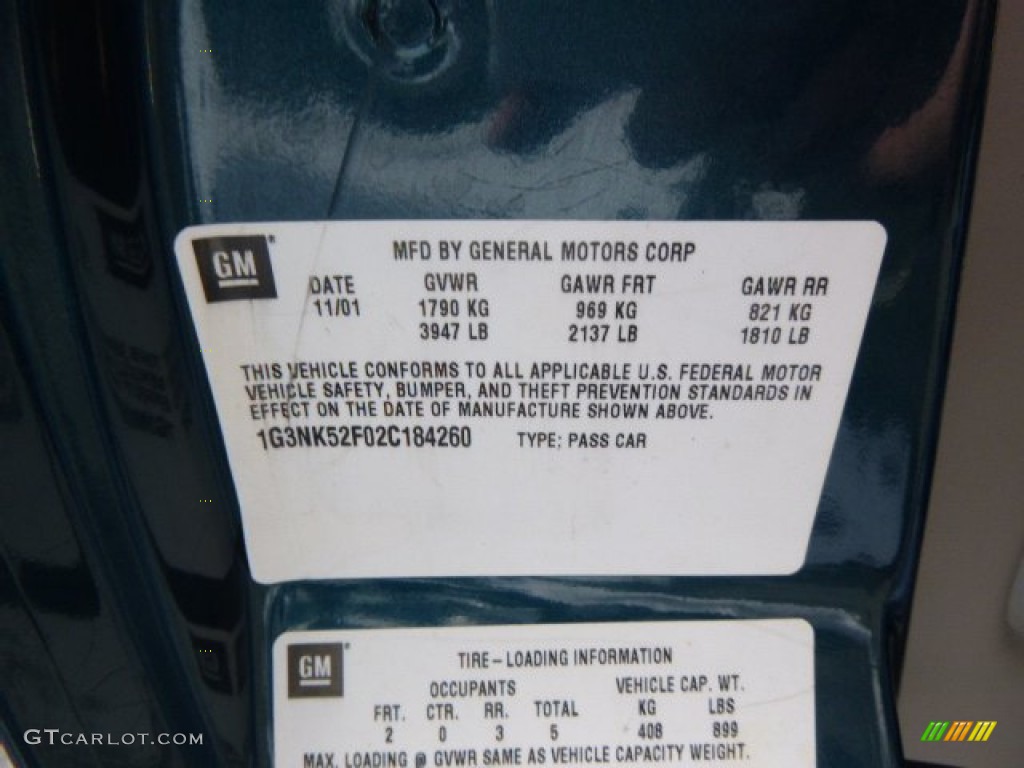 GM MFD BY GENERAL MOTORS CORP
DATE GVWR GAWR FRT GAWR RR
11/01 1790 KG 969 KG 821 KG
3947 LB 2137 LB 1810 LB
THIS VEHICLE CONFORMS TO ALL APPLICABLE U.S. FEDERAL MOTOR
VEHICLE SAFETY, BUMPER, AND THEFT PREVENTION STANDARDS IN
EFFECT ON THE DATE OF MANUFACTURE SHOWN ABOVE.
1G3NK52F02C184260 TYPE: PASS CAR
GM TIRE-LOADING INFORMATION
OCCUPANTS VEHICLE CAP. WT.
FRT. CTR. RR. TOTAL KG LBS
2 0 3 5 408 899
MAX. LOADING @ GVWR SAME AS VEHICLE CAPACITY WEIGHT.
GTCARLOT.COM